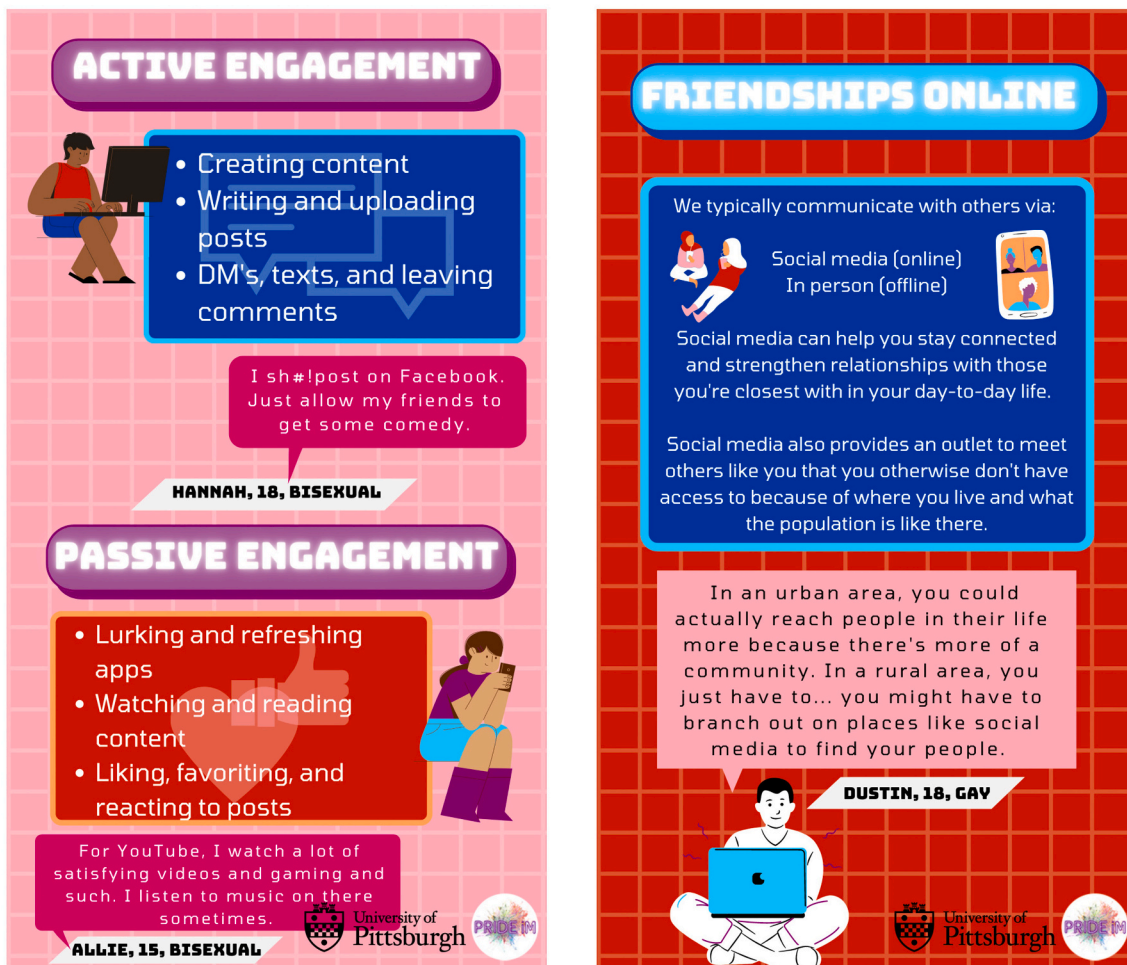 ACTIVE ENGAGEMENT
• Creating content
• Writing and uploading
posts
• DM's, texts, and leaving
comments
I sh#!post on Facebook.
Just allow my friends to
get some comedy.
HANNAH, 18, BISEXUAL
PASSIVE ENGAGEMENT
• Lurking and refreshing
apps
• Watching and reading
content
• Liking, favoriting, and
reacting to posts
For YouTube, I watch a lot of
satisfying videos and gaming and
such. I listen to music on there
sometimes.
ALLIE, 15, BISEXUAL
University of
Pittsburgh
PRIDE IM
FRIENDSHIPS ONLINE
We typically communicate with others via:
Social media (online)
In person (offline)
Social media can help you stay connected
and strengthen relationships with those
you're closest with in your day-to-day life.
Social media also provides an outlet to meet
others like you that you otherwise don't have
access to because of where you live and what
the population is like there.
In an urban area, you could
actually reach people in their life
more because there's more of a
community. In a rural area, you
just have to... you might have to
branch out on places like social
media to find your people.
DUSTIN, 18, GAY
University of
Pittsburgh
PRIDE IM